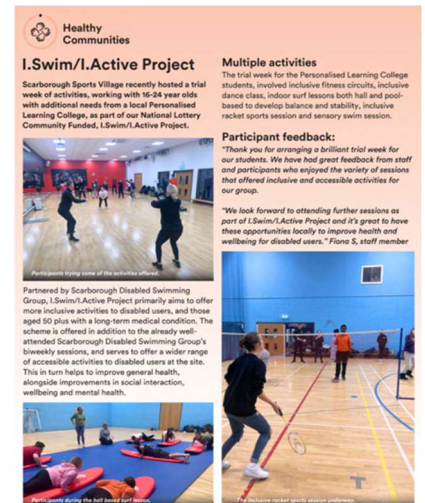 Healthy
Communities
I.Swim/I.Active Project
Scarborough Sports Village recently hosted a trial
week of activities, working with 16-24 year olds
with additional needs from a local Personalised
Learning College, as part of our National Lottery
Community Funded, I.Swim/I.Active Project.
Participants trying some of the activities offered.
Partnered by Scarborough Disabled Swimming
Group, I.Swim/I.Active Project primarily aims to offer
more inclusive activities to disabled users, and those
aged 50 plus with a long-term medical condition. The
scheme is offered in addition to the already well-
attended Scarborough Disabled Swimming Group's
biweekly sessions, and serves to offer a wider range
of accessible activities to disabled users at the site.
This in turn helps to improve general health,
alongside improvements in social interaction,
wellbeing and mental health.
Participants during the hall based surf lesson.
Multiple activities
The trial week for the Personalised Learning College
students, involved inclusive fitness circuits, inclusive
dance class, indoor surf lessons both hall and pool-
based to develop balance and stability, inclusive
racket sports session and sensory swim session.
Participant feedback:
"Thank you for arranging a brilliant trial week for
our students. We have had great feedback from staff
and participants who enjoyed the variety of sessions
that offered inclusive and accessible activities for
our group.
"We look forward to attending further sessions as
part of I.Swim/I.Active Project and it's great to have
these opportunities locally to improve health and
wellbeing for disabled users." Fiona S, staff member
The inclusive racket sports session underway.